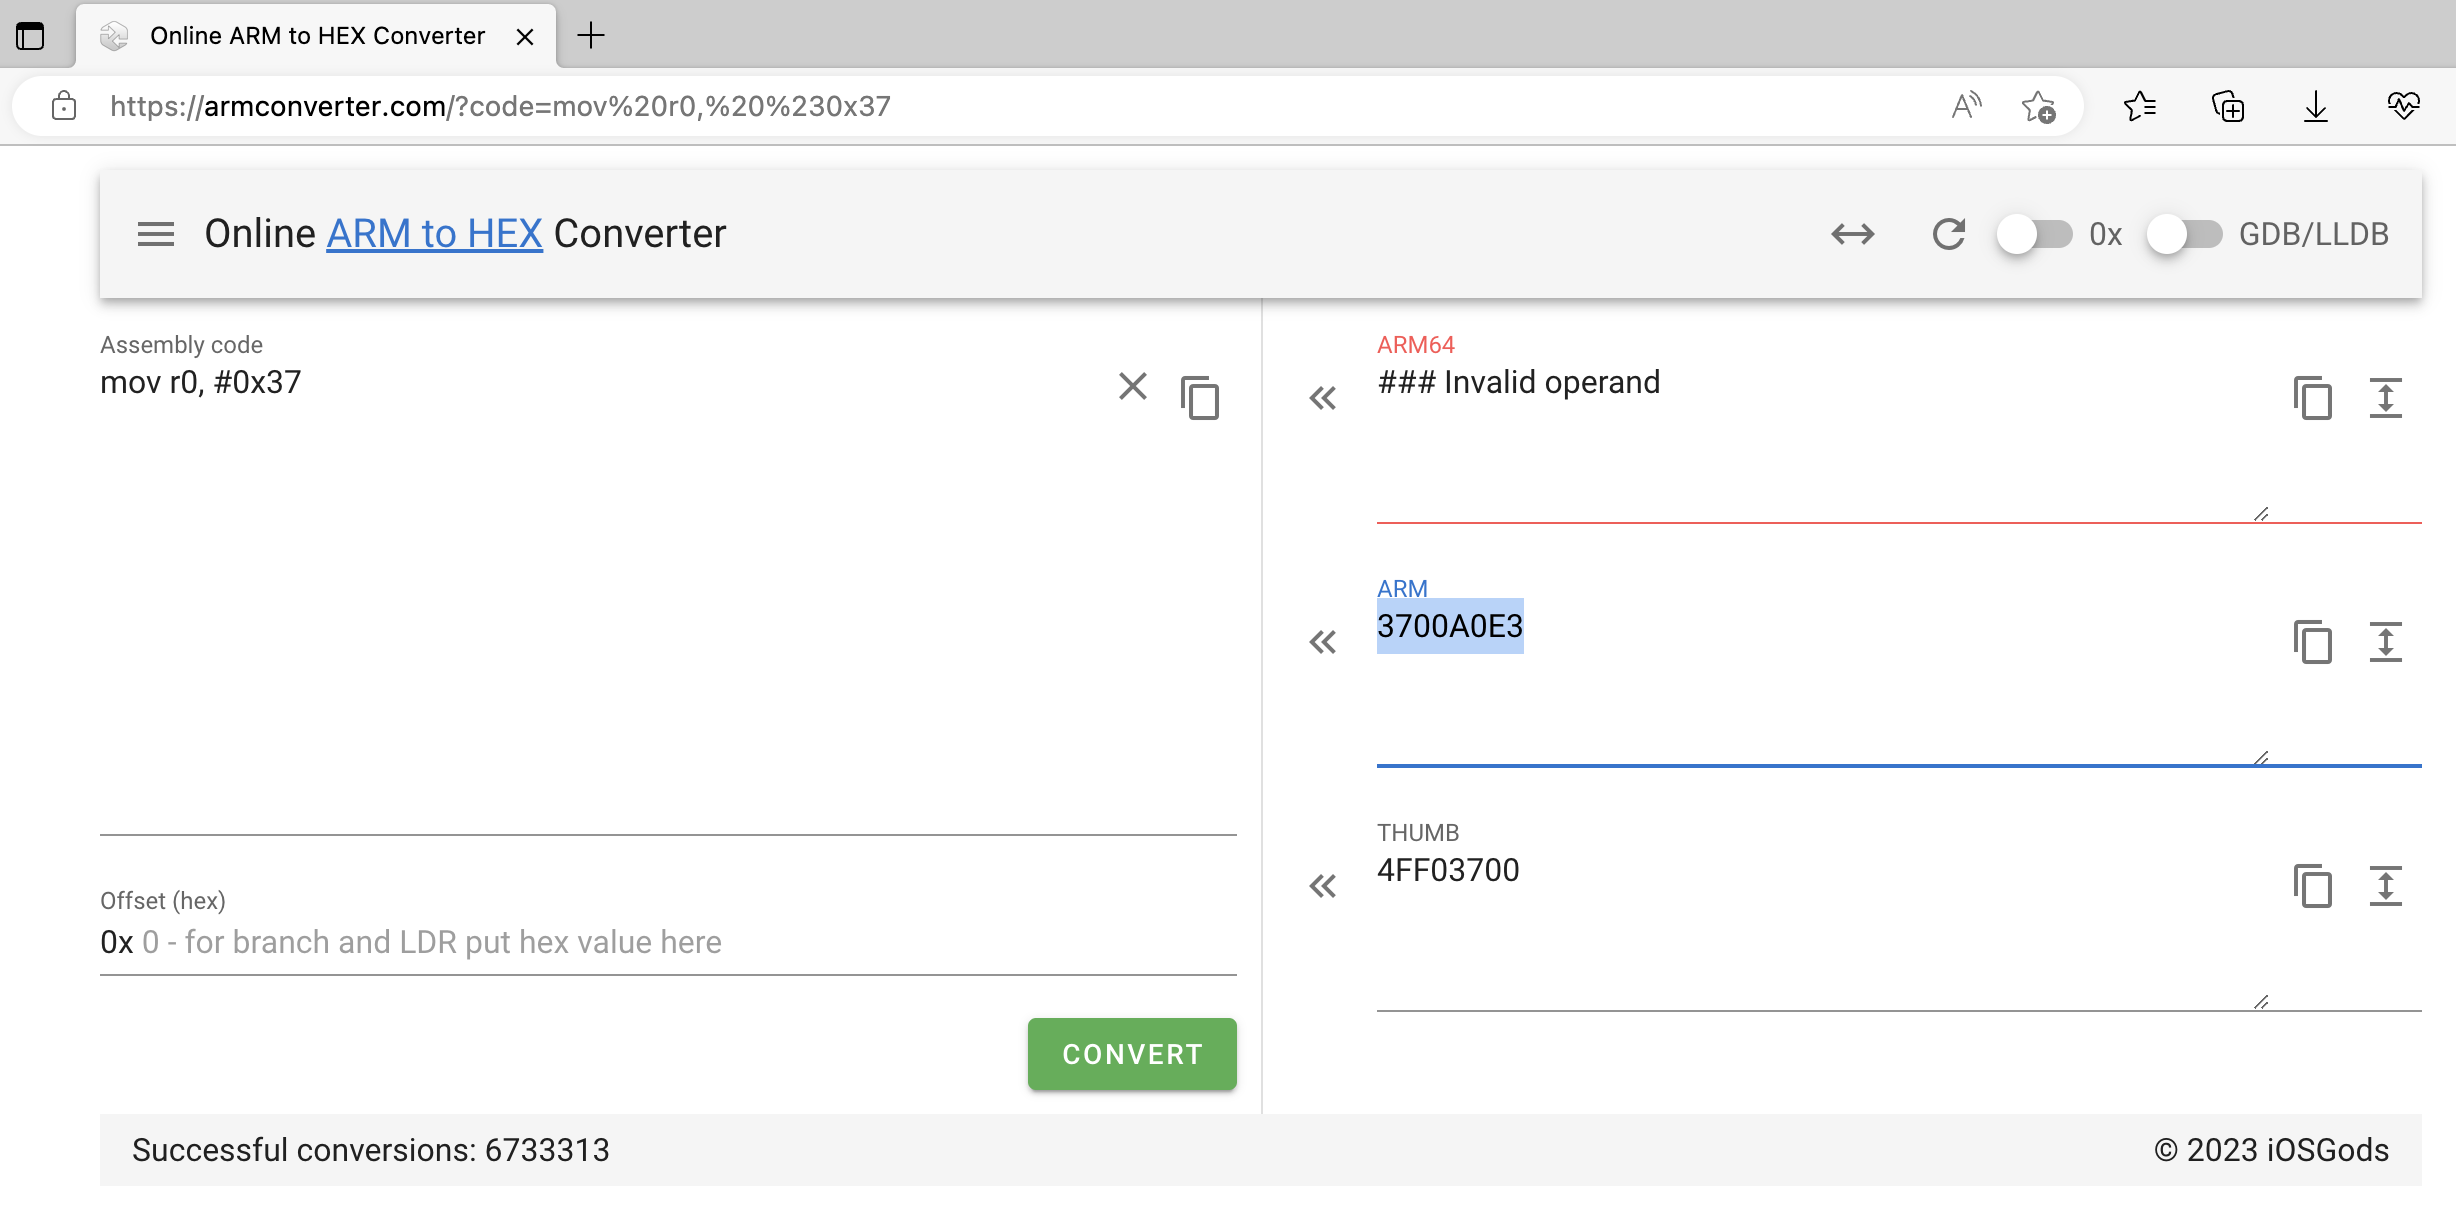 Online ARM to HEX Converter
https://armconverter.com/?code=mov%20r0,%20%230x37
Online ARM to HEX Converter
0x
GDB/LLDB
Assembly code
mov r0, #0x37
Offset (hex)
0x 0 - for branch and LDR put hex value here
CONVERT
ARM64
### Invalid operand
ARM
3700A0E3
THUMB
4FF03700
Successful conversions: 6733313
© 2023 iOSGods